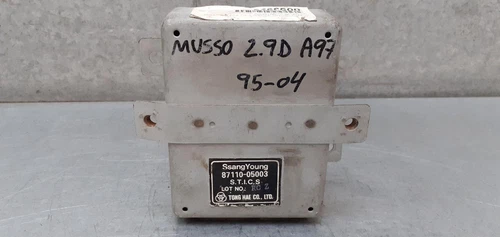 MUSSO 2.9D A97
95-04
SsangYoung
87110-05003
S.T.I.C.S
LOT NO.
TONG HAE CO., LTD.